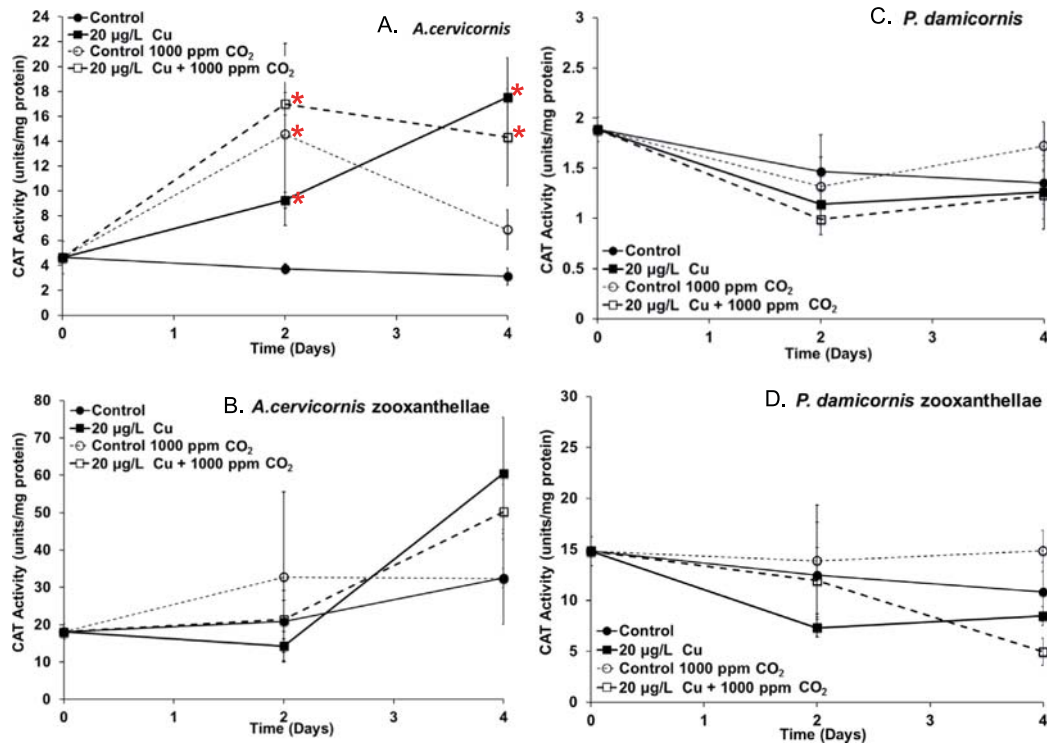 A. A.cervicornis
Control
20 µg/L Cu
Control 1000 ppm CO₂
20 µg/L Cu + 1000 ppm CO₂
CAT Activity (units/mg protein)
24
22
20
18
16
14
12
10
8
6
4
2
0
*
*
*
*
*
0 1 2 3 4
Time (Days)
C. P. damicornis
CAT Activity (units/mg protein)
3
2.5
2
1.5
1
0.5
0
Control
20 µg/L Cu
Control 1000 ppm CO₂
20 µg/L Cu + 1000 ppm CO₂
0 1 2 3 4
Time (Days)
B. A.cervicornis zooxanthellae
Control
20 µg/L Cu
Control 1000 ppm CO₂
20 µg/L Cu + 1000 ppm CO₂
CAT Activity (units/mg protein)
80
70
60
50
40
30
20
10
0
0 1 2 3 4
Time (Days)
D. P. damicornis zooxanthellae
CAT Activity (units/mg protein)
30
25
20
15
10
5
0
Control
20 µg/L Cu
Control 1000 ppm CO₂
20 µg/L Cu + 1000 ppm CO₂
0 1 2 3 4
Time (Days)